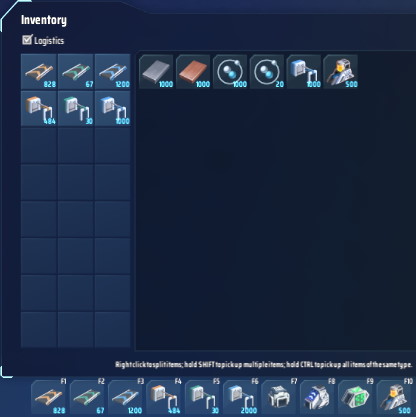 Inventory
Logistics
828 67 1200 1000 1000 1000 20 1000 500
484 30 1000
Right click to split items; hold SHIFT to pick up multiple items; hold CTRL to pick up all items of the same type.
F1 F2 F3 F4 F5 F6 F7 F8 F9 F10
828 67 1200 484 30 2000 500